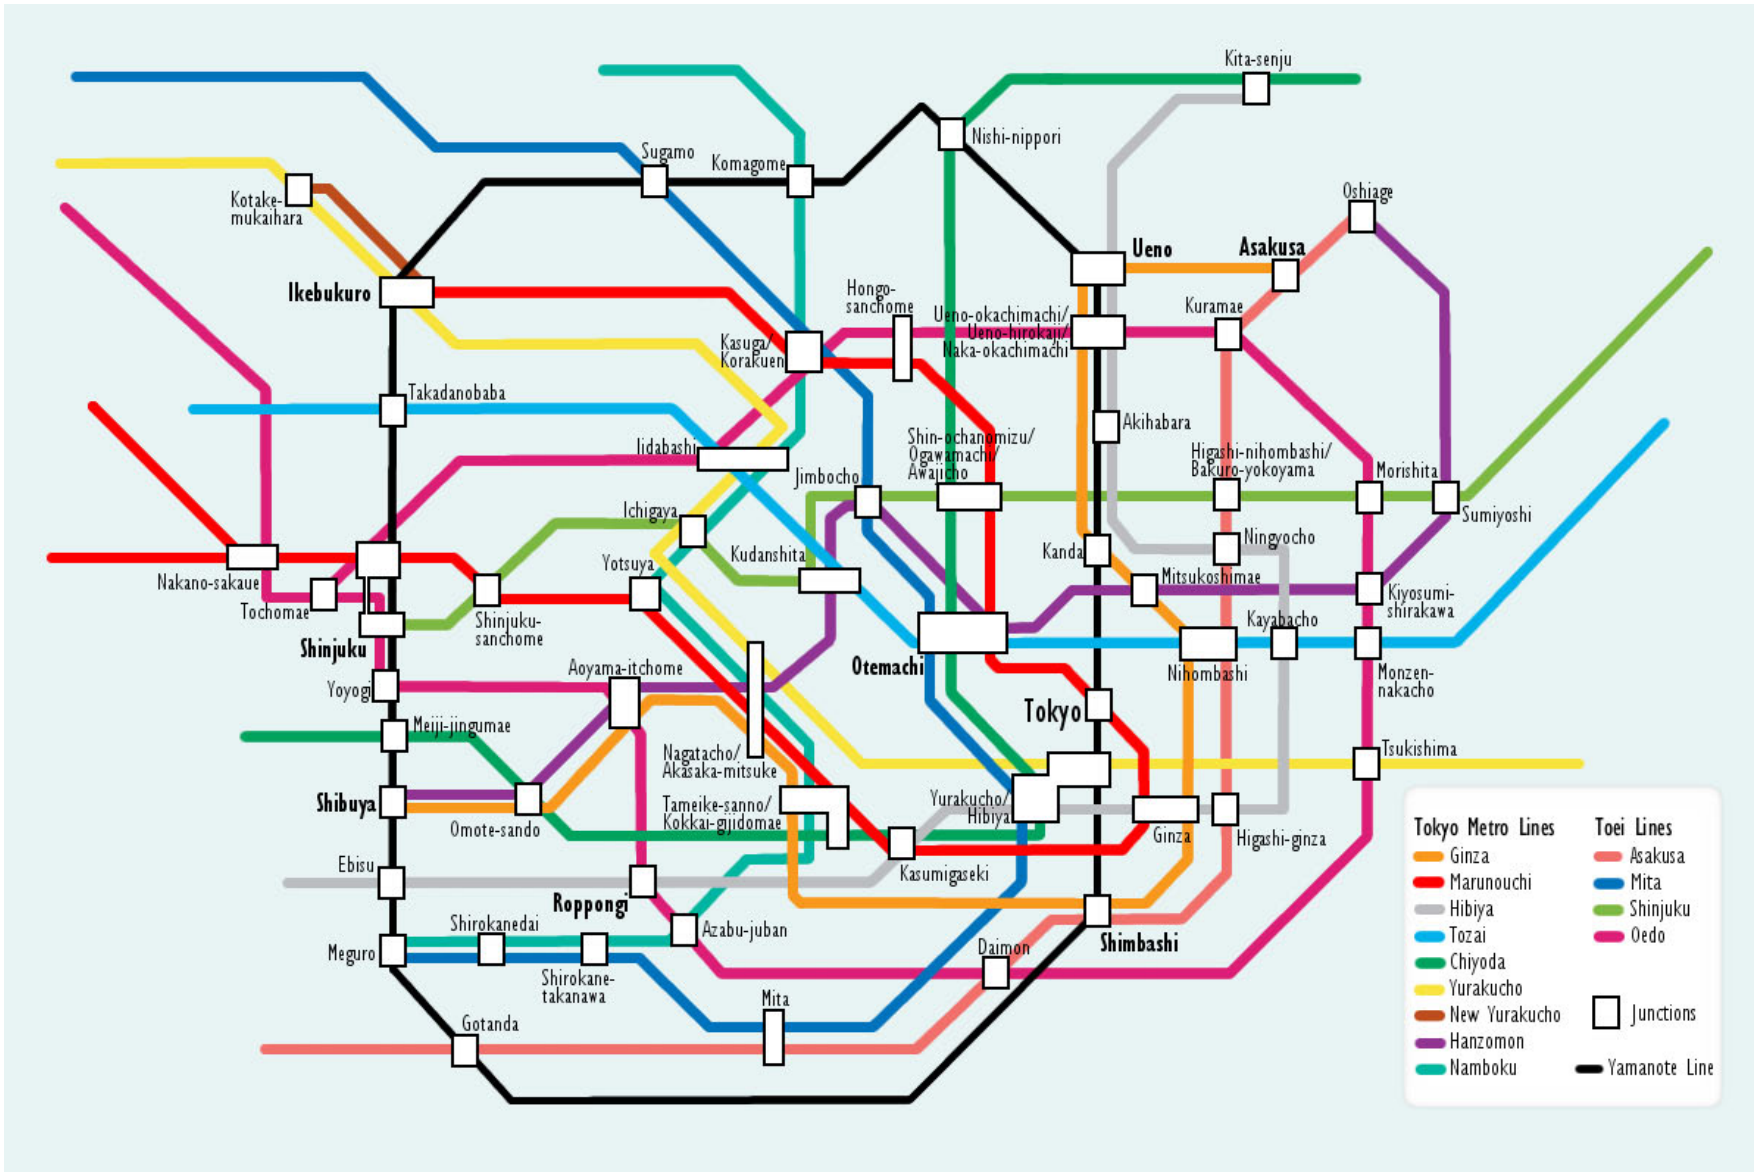 Kita-senju
Nishi-nippori
Sugamo
Komagome
Kotake-
mukaihara
Oshiage
Ueno
Asakusa
Ikebukuro
Hongo-
sanchome
Ueno-okachimachi/
Ueno-hirokaji/
Naka-okachimachi
Kuramae
Kasuga/
Korakuen
Takadanobaba
Akihabara
Iidabashi
Shin-ochanomizu/
Ogawamachi/
Awajicho
Higashi-nihombashi/
Bakuro-yokoyama
Morishita
Jimbocho
Sumiyoshi
Ichigaya
Kudanshita
Kanda
Ningyocho
Nakano-sakaue
Tochomae
Yotsuya
Mitsukoshimae
Kiyosumi-
shirakawa
Shinjuku-
sanchome
Shinjuku
Kayabacho
Otemachi
Nihombashi
Monzen-
nakacho
Aoyama-itchome
Yoyogi
Tokyo
Meiji-jingumae
Nagatacho/
Akasaka-mitsuke
Tsukishima
Shibuya
Omote-sando
Tameike-sanno/
Kokkai-gijidomae
Yurakucho/
Hibiya
Ginza
Higashi-ginza
Ebisu
Kasumigaseki
Roppongi
Shirokanedai
Azabu-juban
Meguro
Shirokane-
takanawa
Daimon
Shimbashi
Mita
Gotanda
Tokyo Metro Lines
Ginza
Marunouchi
Hibiya
Tozai
Chiyoda
Yurakucho
New Yurakucho
Hanzomon
Namboku
Toei Lines
Asakusa
Mita
Shinjuku
Oedo
Junctions
Yamanote Line